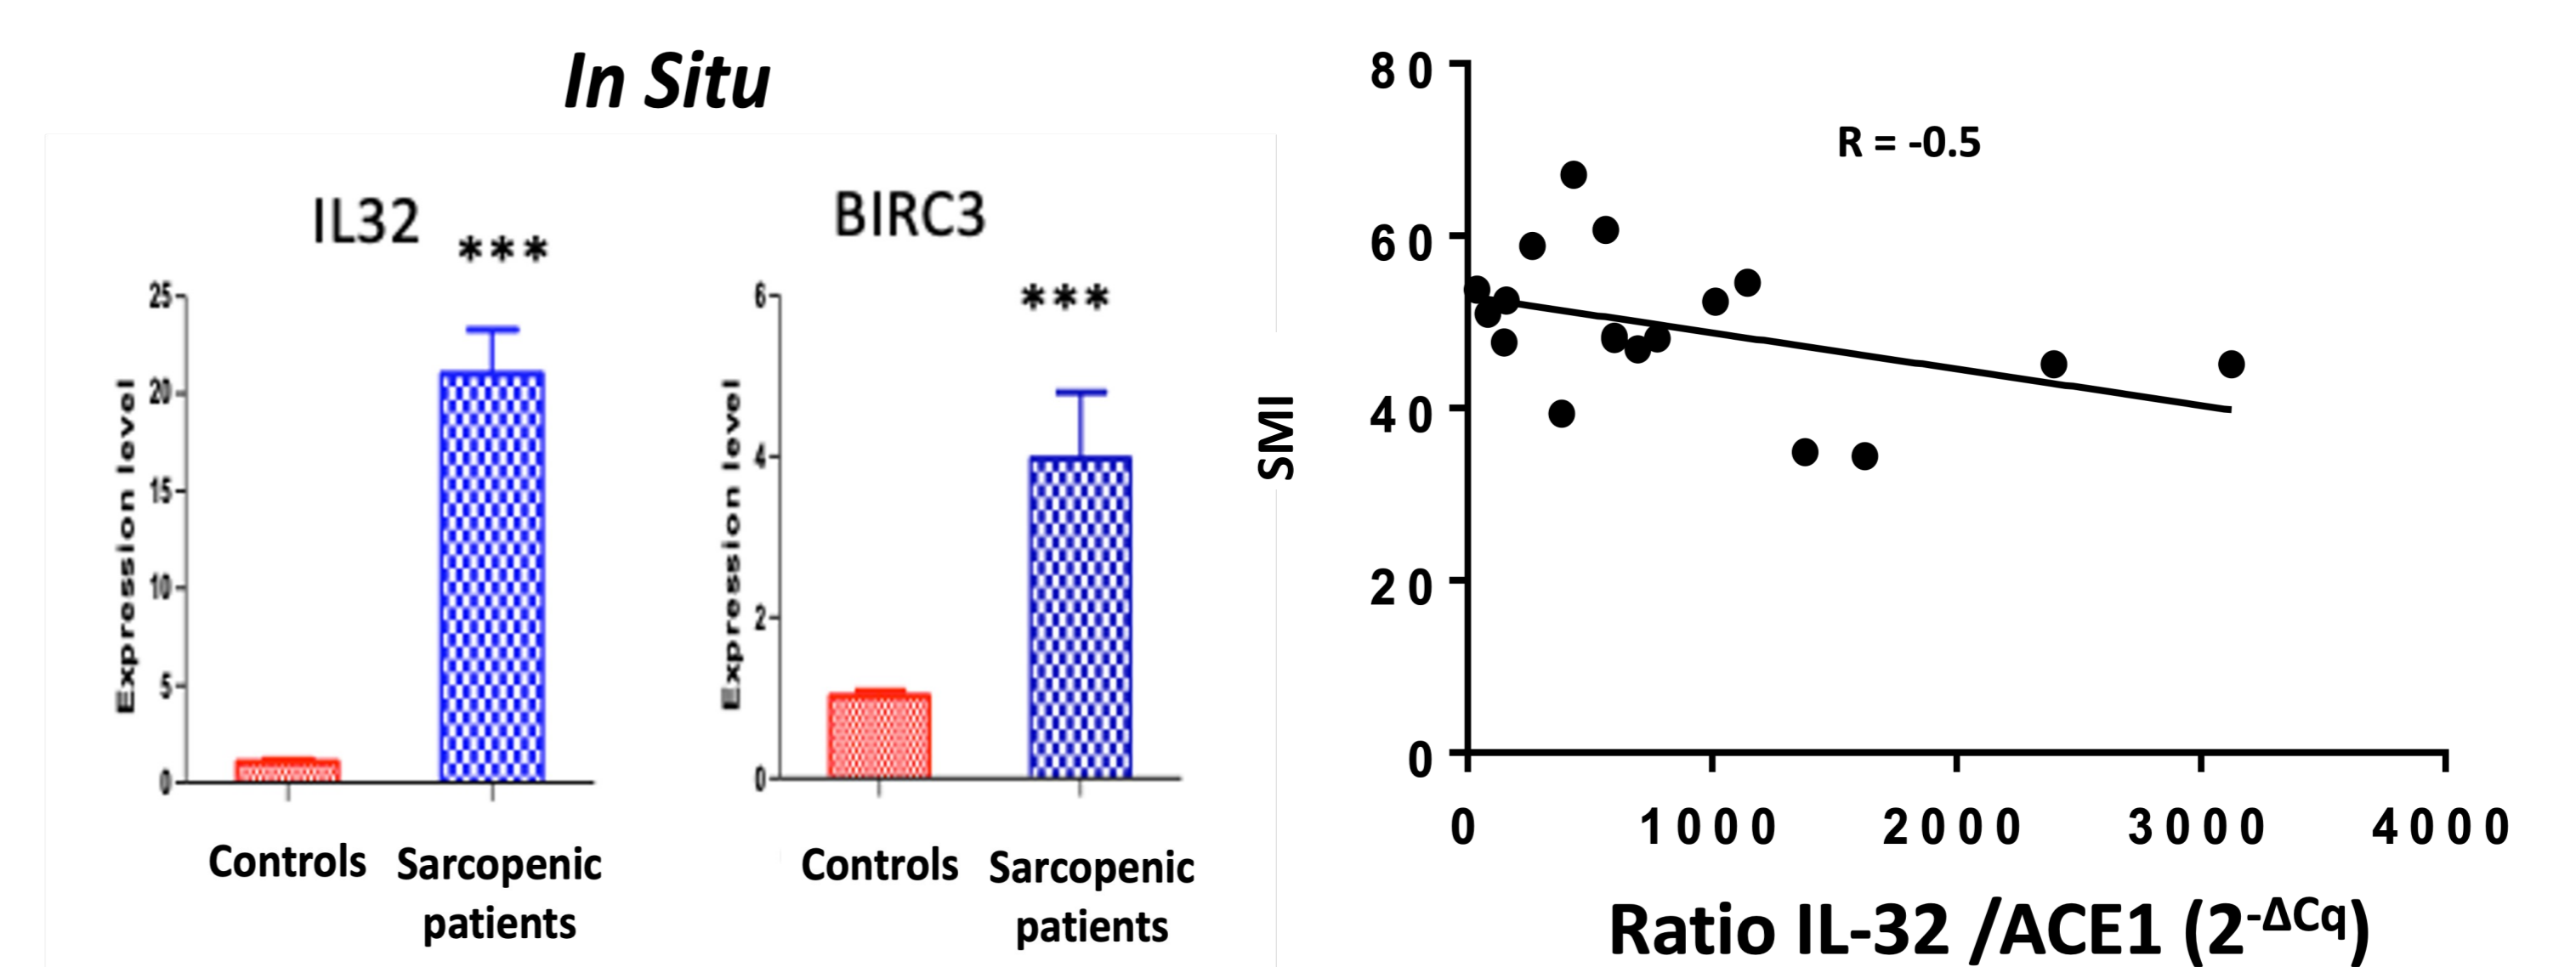 In Situ
IL32
***
25
20
15
10
5
0
Expression level
Controls
Sarcopenic
patients
BIRC3
***
6
4
2
0
Expression level
Controls
Sarcopenic
patients
R = -0.5
80
60
40
20
0
SMI
0 1000 2000 3000 4000
Ratio IL-32 /ACE1 (2-ΔCq)